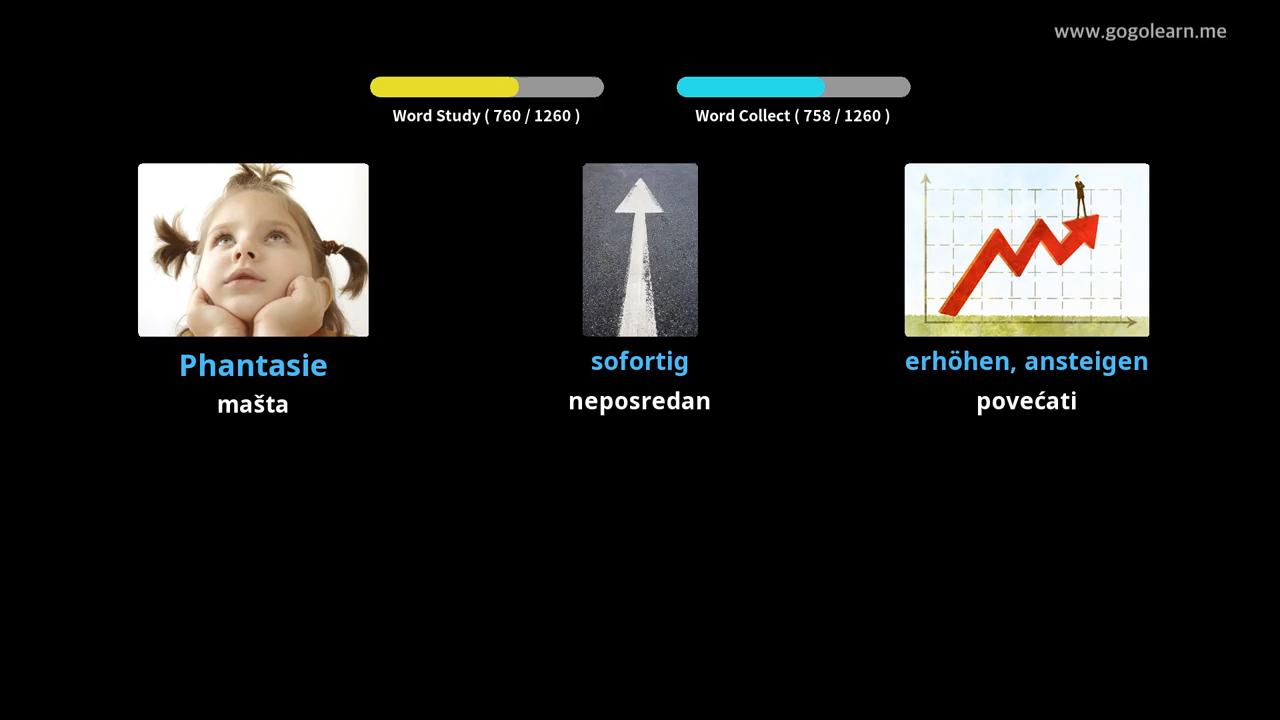 www.gogolearn.me
Word Study ( 760 / 1260 )
Word Collect ( 758 / 1260 )
Phantasie
mašta
sofortig
neposredan
erhöhen, ansteigen
povećati